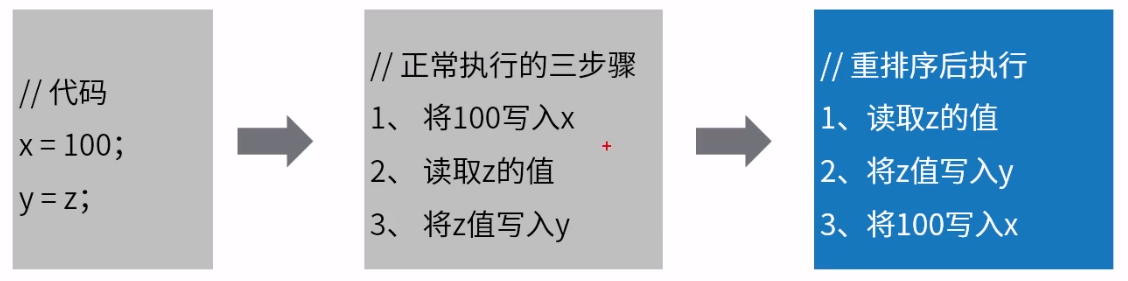 // 代码
x = 100；
y = z；
// 正常执行的三步骤
1、 将100写入x
2、 读取z的值
3、 将z值写入y
// 重排序后执行
1、读取z的值
2、将z值写入y
3、将100写入x